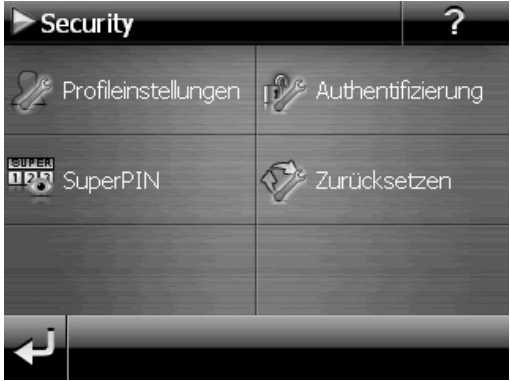 Security ?
Profileinstellungen
Authentifizierung
SUPER
123
SuperPIN
Zurücksetzen